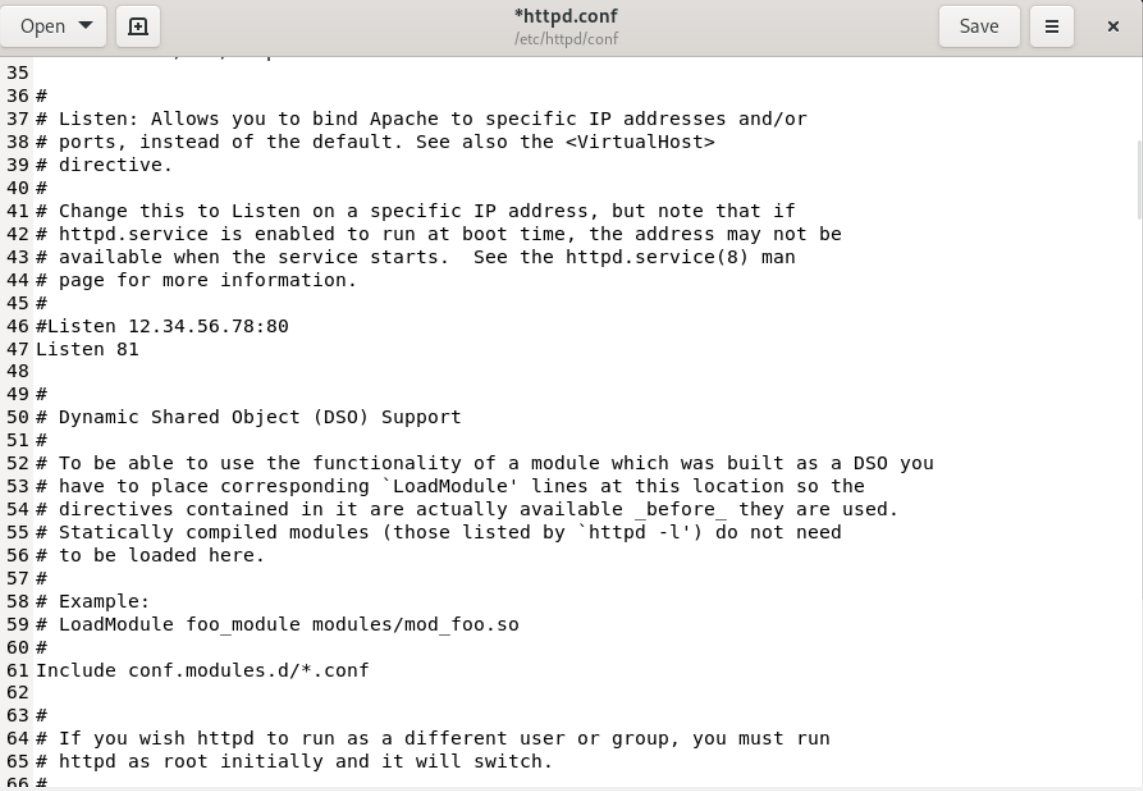 Open
*httpd.conf
/etc/httpd/conf
Save
35
36 #
37 # Listen: Allows you to bind Apache to specific IP addresses and/or
38 # ports, instead of the default. See also the <VirtualHost>
39 # directive.
40 #
41 # Change this to Listen on a specific IP address, but note that if
42 # httpd.service is enabled to run at boot time, the address may not be
43 # available when the service starts.  See the httpd.service(8) man
44 # page for more information.
45 #
46 #Listen 12.34.56.78:80
47 Listen 81
48
49 #
50 # Dynamic Shared Object (DSO) Support
51 #
52 # To be able to use the functionality of a module which was built as a DSO you
53 # have to place corresponding `LoadModule' lines at this location so the
54 # directives contained in it are actually available _before_ they are used.
55 # Statically compiled modules (those listed by `httpd -l') do not need
56 # to be loaded here.
57 #
58 # Example:
59 # LoadModule foo_module modules/mod_foo.so
60 #
61 Include conf.modules.d/*.conf
62
63 #
64 # If you wish httpd to run as a different user or group, you must run
65 # httpd as root initially and it will switch.
66 #